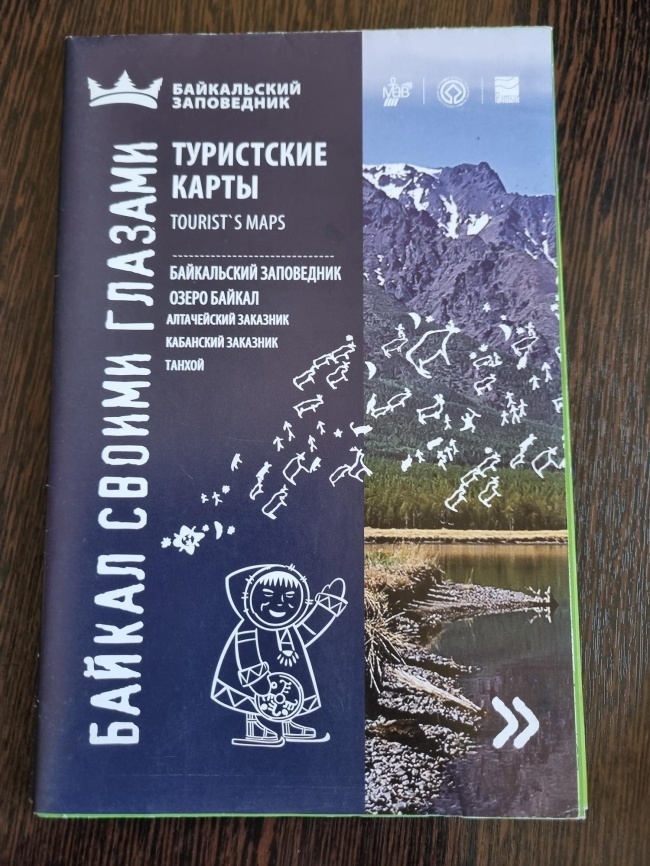 БАЙКАЛЬСКИЙ
ЗАПОВЕДНИК
ТУРИСТСКИЕ
КАРТЫ
TOURIST`S MAPS
БАЙКАЛЬСКИЙ ЗАПОВЕДНИК
ОЗЕРО БАЙКАЛ
АЛТАЧЕЙСКИЙ ЗАКАЗНИК
КАБАНСКИЙ ЗАКАЗНИК
ТАНХОЙ
БАЙКАЛ СВОИМИ ГЛАЗАМИ